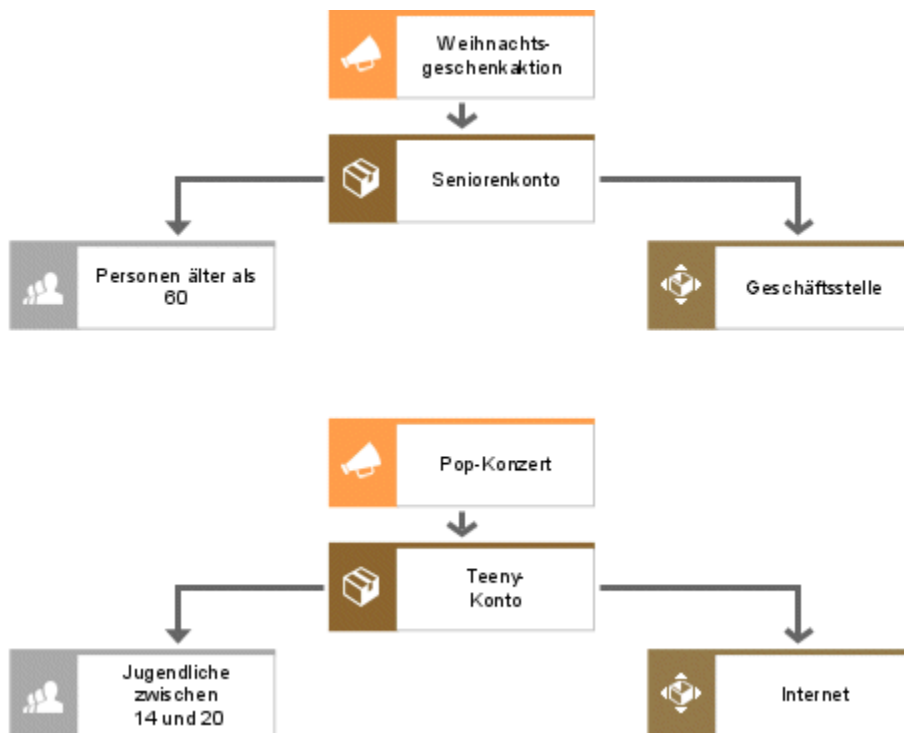 Weihnachts-
geschenkaktion
Seniorenkonto
Personen älter als
60
Geschäftsstelle
Pop-Konzert
Teeny-
Konto
Jugendliche
zwischen
14 und 20
Internet